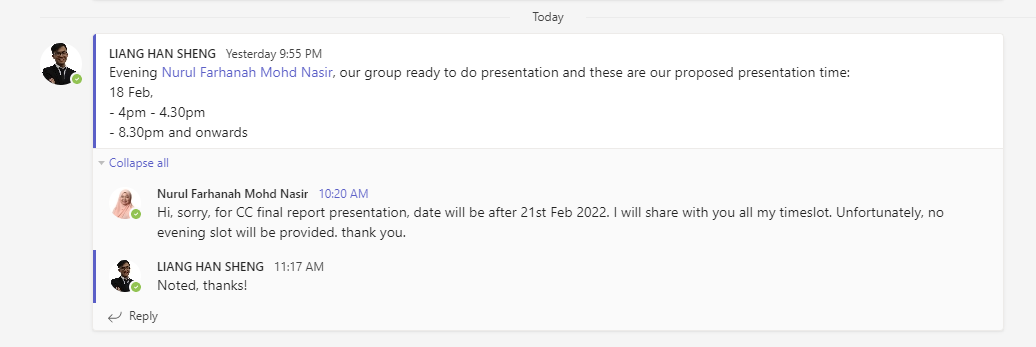 Today
LIANG HAN SHENG Yesterday 9:55 PM
Evening Nurul Farhanah Mohd Nasir, our group ready to do presentation and these are our proposed presentation time:
18 Feb,
- 4pm - 4.30pm
- 8.30pm and onwards
Collapse all
Nurul Farhanah Mohd Nasir 10:20 AM
Hi, sorry, for CC final report presentation, date will be after 21st Feb 2022. I will share with you all my timeslot. Unfortunately, no
evening slot will be provided. thank you.
LIANG HAN SHENG 11:17 AM
Noted, thanks!
Reply